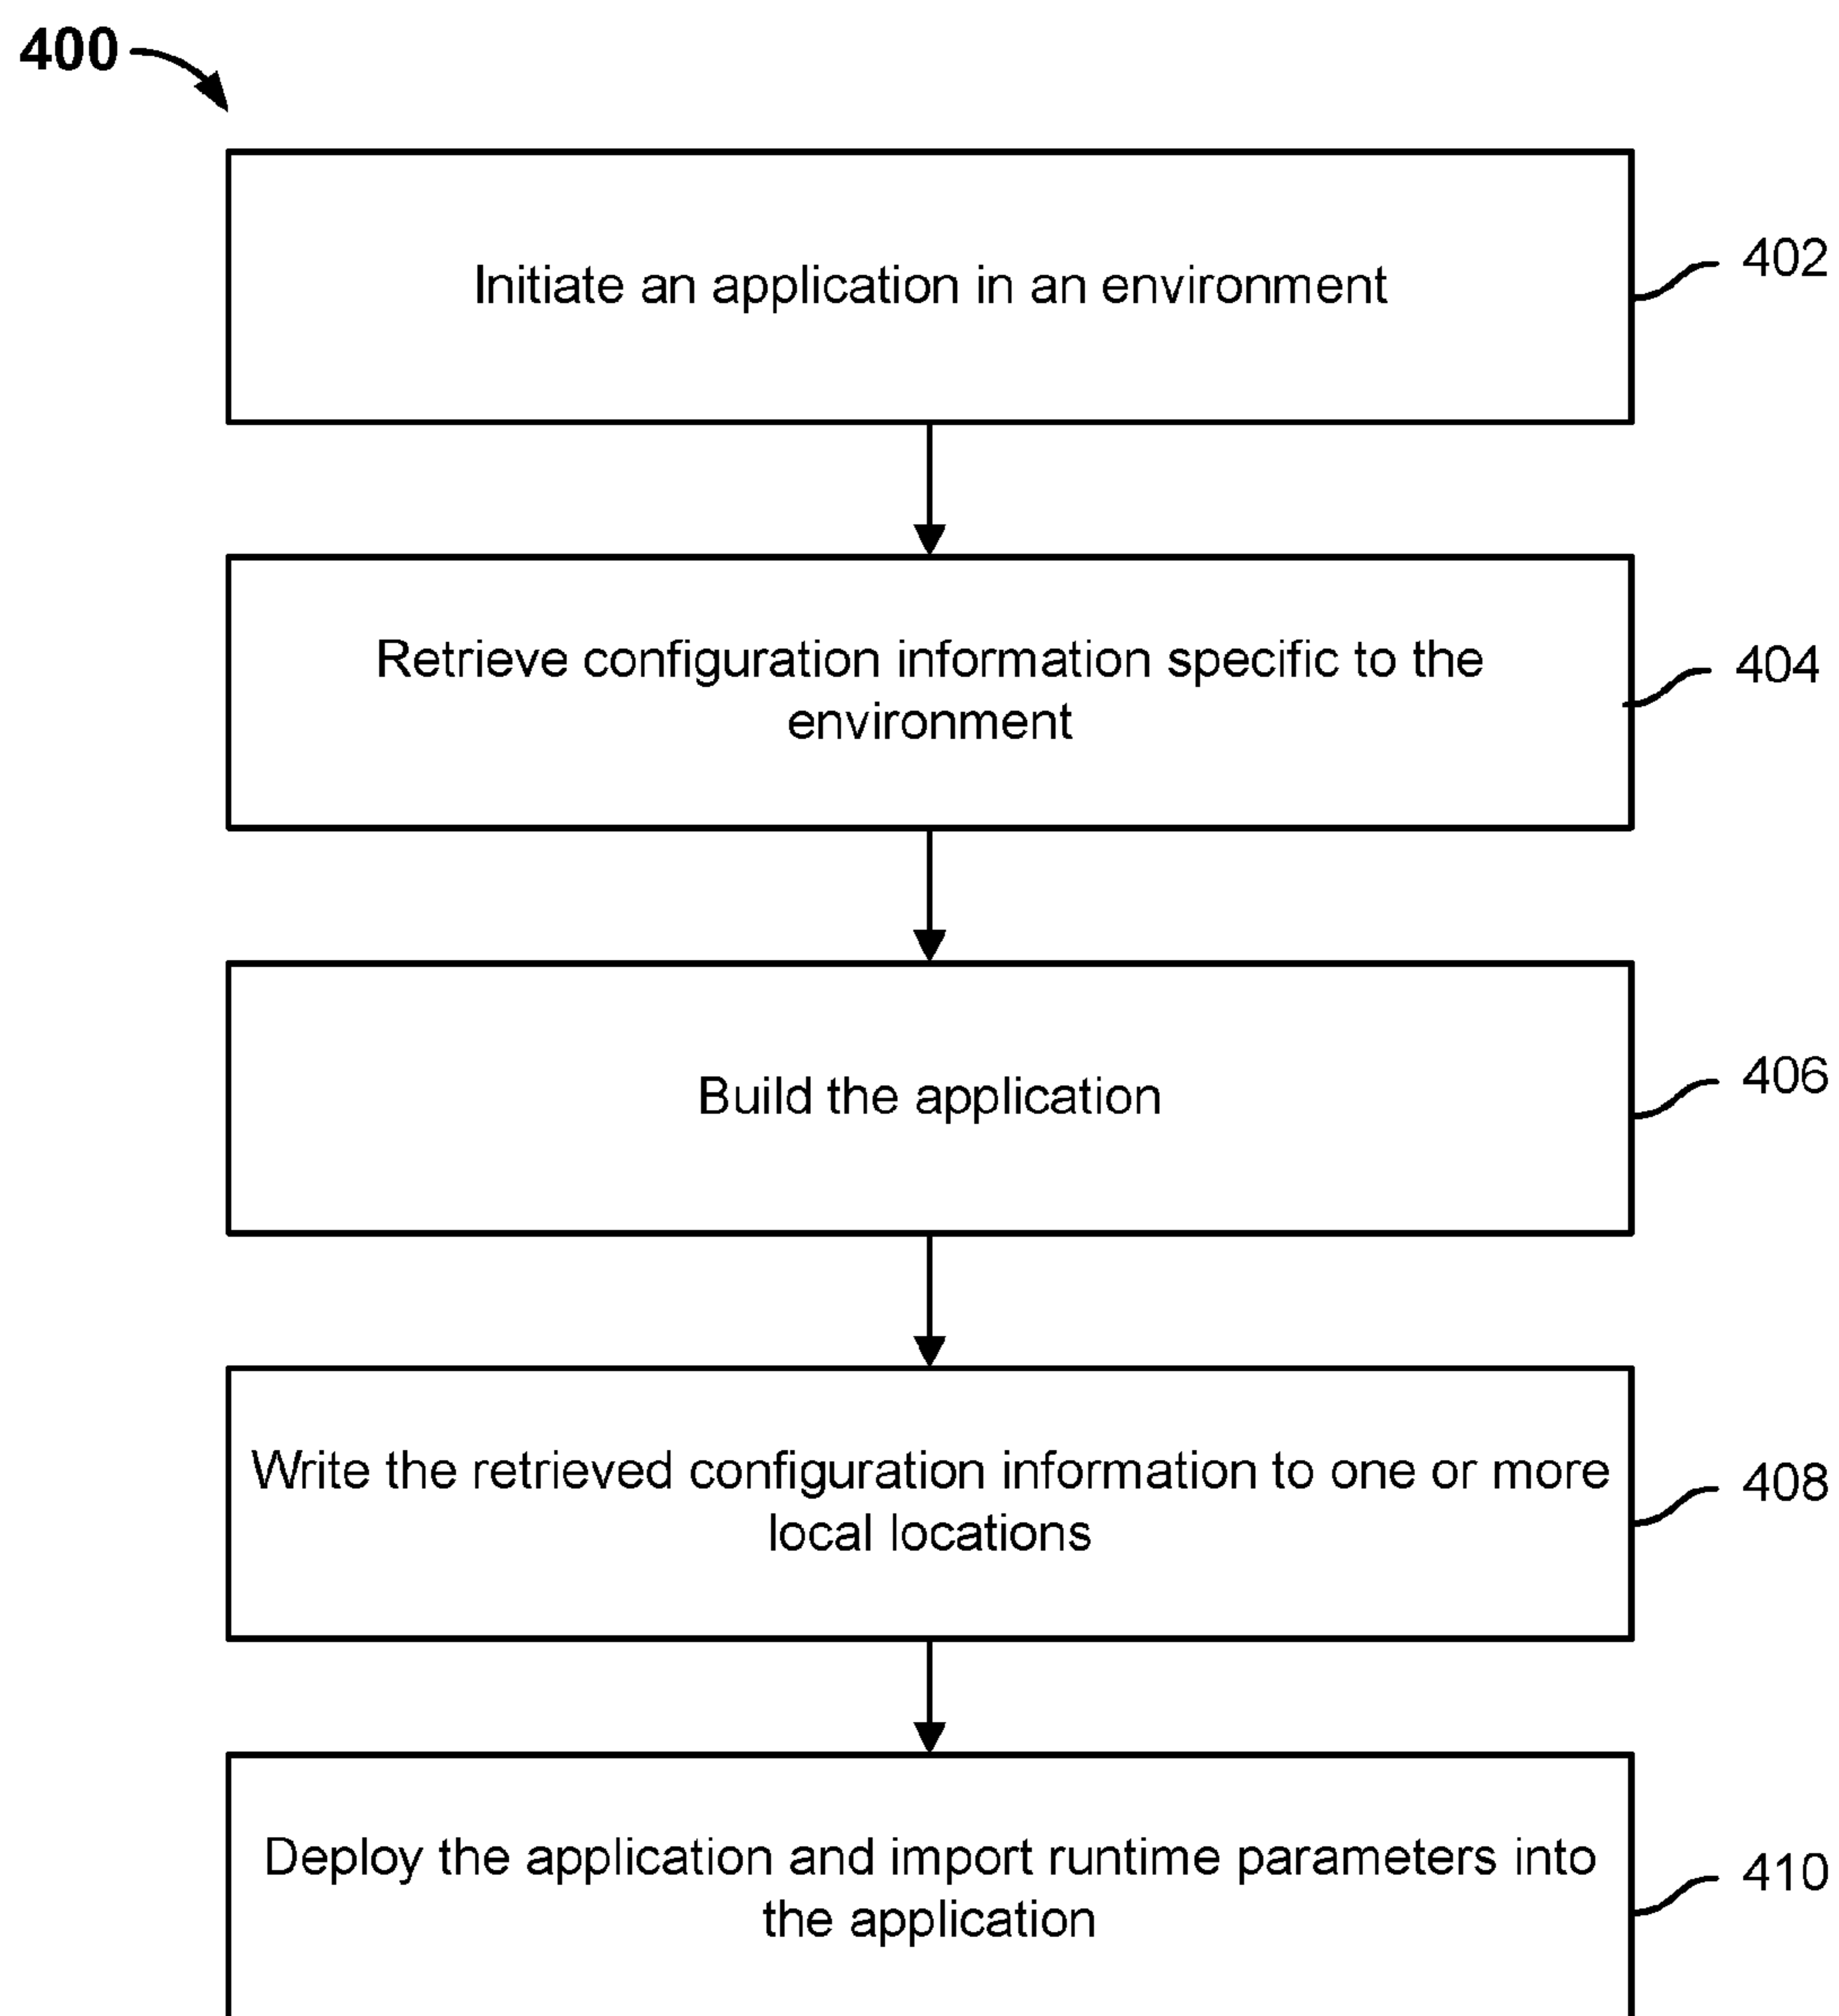 400
Initiate an application in an environment
402
Retrieve configuration information specific to the
environment
404
Build the application
406
Write the retrieved configuration information to one or more
local locations
408
Deploy the application and import runtime parameters into
the application
410